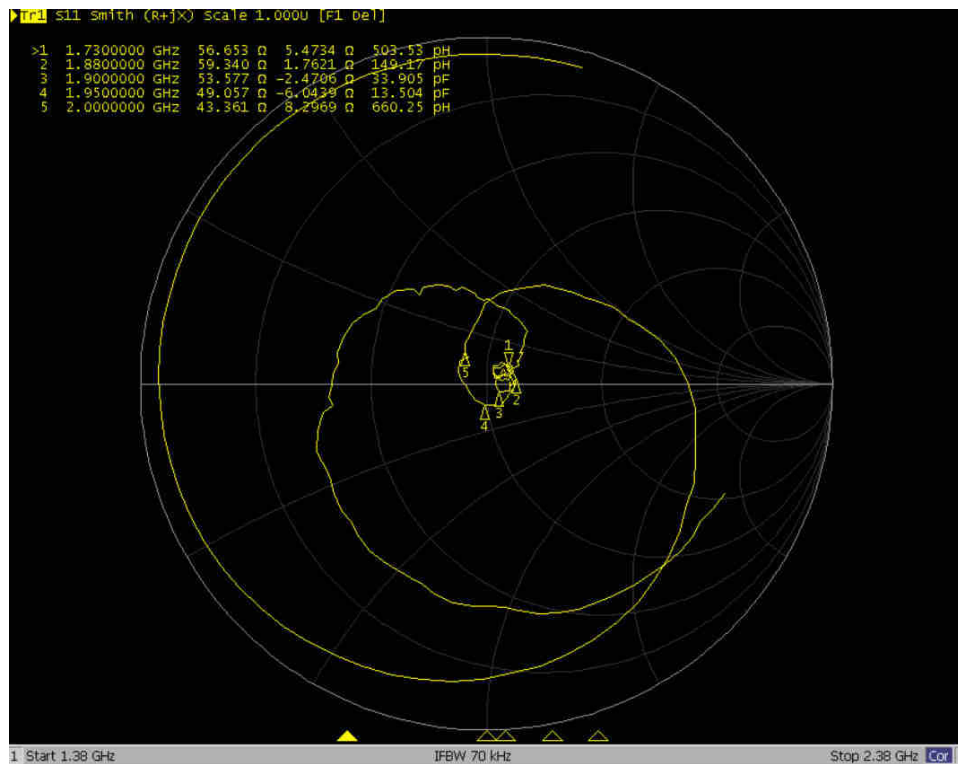 Tr1 S11 Smith (R+jX) Scale 1.000U [F1 Del]
>1 1.7300000 GHz 56.653 Ω 5.4734 Ω 503.53 pH
2 1.8800000 GHz 59.340 Ω 1.7621 Ω 149.17 pH
3 1.9000000 GHz 53.577 Ω -2.4706 Ω 33.905 pF
4 1.9500000 GHz 49.057 Ω -6.0439 Ω 13.504 pF
5 2.0000000 GHz 43.361 Ω 8.2969 Ω 660.25 pH
1
5
2
3
4
1 Start 1.38 GHz IFBW 70 kHz Stop 2.38 GHz Cor